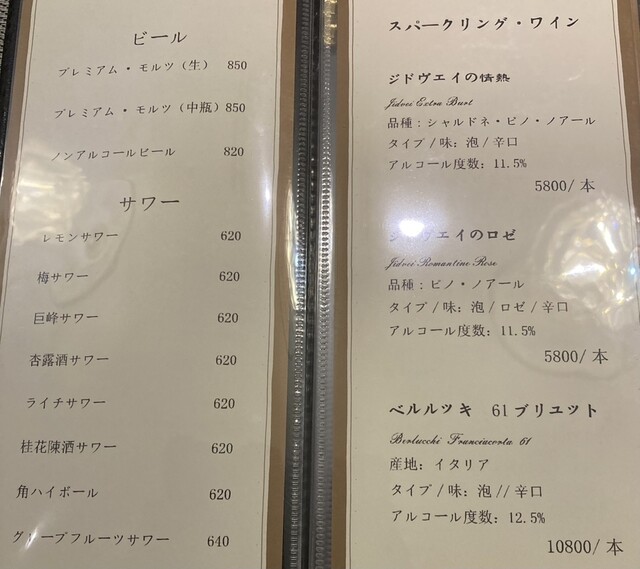 ビール
プレミアム・モルツ（生） 850
プレミアム・モルツ（中瓶）850
ノンアルコールビール 820
サワー
レモンサワー 620
梅サワー 620
巨峰サワー 620
杏露酒サワー 620
ライチサワー 620
桂花陳酒サワー 620
角ハイボール 620
グレープフルーツサワー 640
スパークリング・ワイン
ジドヴェイの情熱
Jidvei Extra Burt
品種：シャルドネ・ピノ・ノアール
タイプ/味：泡/辛口
アルコール度数：11.5%
5800/本
ジドヴェイのロゼ
Jidvei Romantine Rose
品種：ピノ・ノアール
タイプ/味：泡/ロゼ/辛口
アルコール度数：11.5%
5800/本
ベルルツキ 61ブリュット
Berlucchi Franciacorta 61
産地：イタリア
タイプ/味：泡//辛口
アルコール度数：12.5%
10800/本